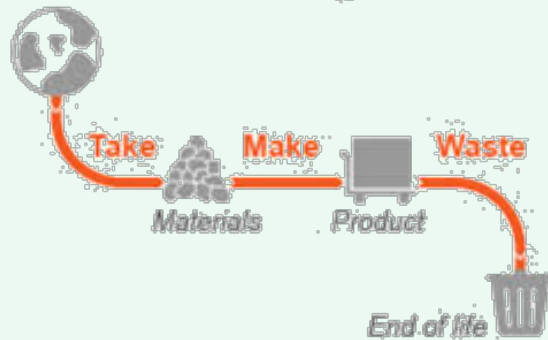 Take
Make
Waste
Materials
Product
End of life